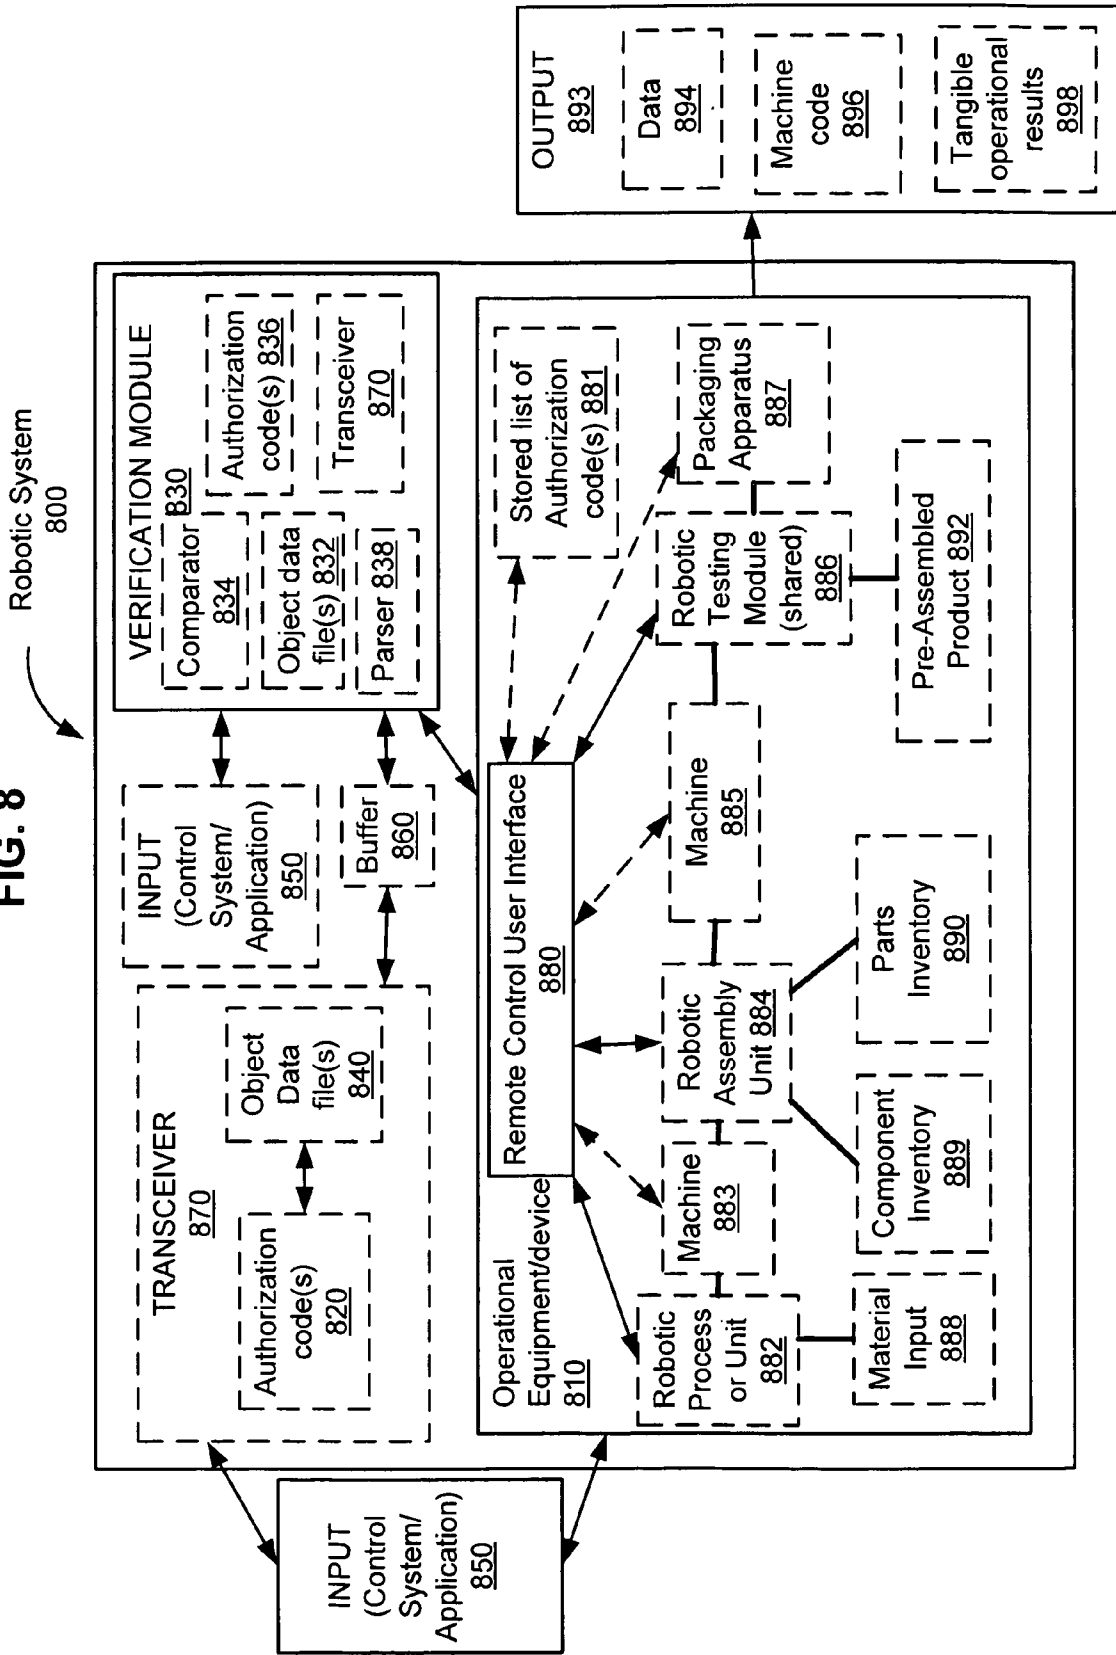 FIG. 8
Robotic System
800
INPUT
(Control
System/
Application)
850
TRANSCEIVER
870
Authorization
code(s)
820
Object
Data
file(s)
840
INPUT
(Control
System/
Application)
850
Buffer
860
VERIFICATION MODULE
830
Comparator
834
Authorization
code(s) 836
Object data
file(s) 832
Transceiver
870
Parser 838
Operational
Equipment/device
810
Remote Control User Interface
880
Stored list of
Authorization
code(s) 881
Robotic
Process
or Unit
882
Machine
883
Robotic
Assembly
Unit 884
Machine
885
Robotic
Testing
Module
(shared)
886
Packaging
Apparatus
887
Material
Input
888
Component
Inventory
889
Parts
Inventory
890
Pre-Assembled
Product 892
OUTPUT
893
Data
894
Machine
code
896
Tangible
operational
results
898